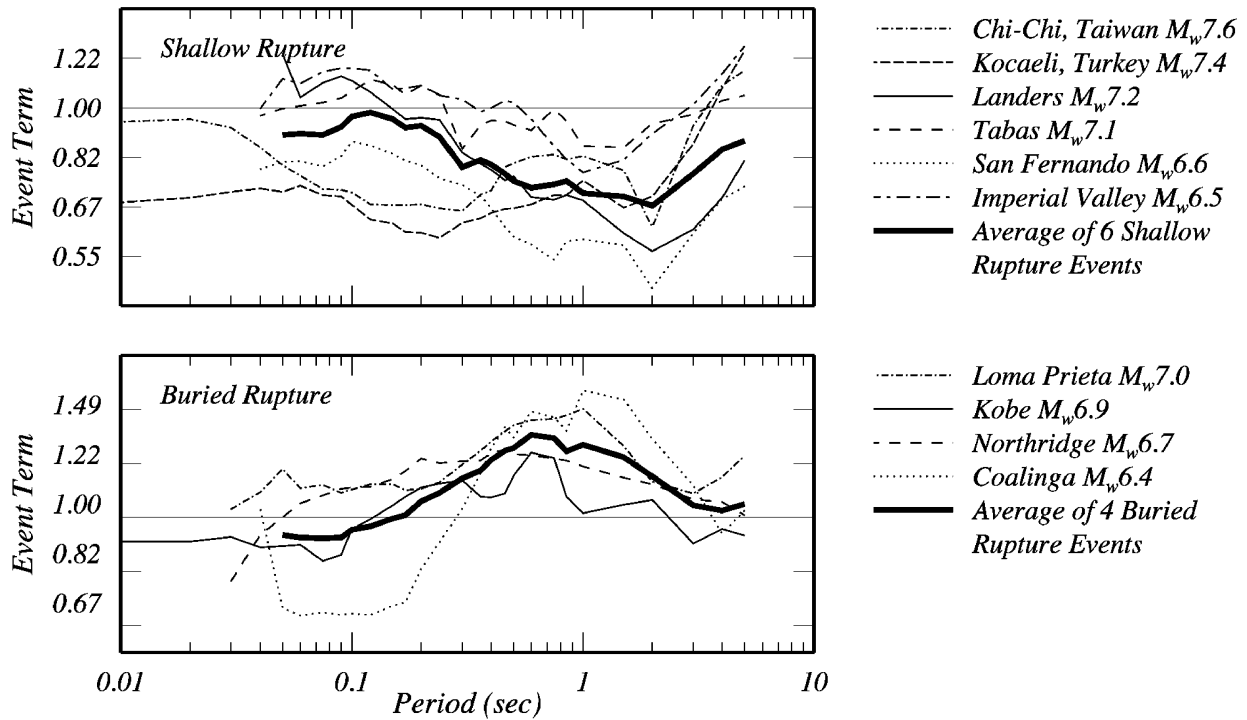 Shallow Rupture
1.22
1.00
0.82
0.67
0.55
Event Term
Chi-Chi, Taiwan Mw7.6
Kocaeli, Turkey Mw7.4
Landers Mw7.2
Tabas Mw7.1
San Fernando Mw6.6
Imperial Valley Mw6.5
Average of 6 Shallow
Rupture Events
Buried Rupture
1.49
1.22
1.00
0.82
0.67
Event Term
Loma Prieta Mw7.0
Kobe Mw6.9
Northridge Mw6.7
Coalinga Mw6.4
Average of 4 Buried
Rupture Events
0.01 0.1 1 10
Period (sec)